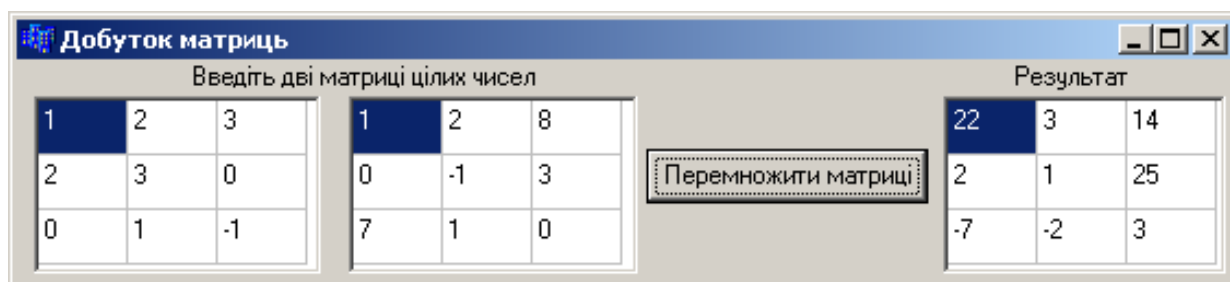 Добуток матриць
Введіть дві матриці цілих чисел
Результат
1 2 3 1 2 8 22 3 14
2 3 0 0 -1 3 Перемножити матриці 2 1 25
0 1 -1 7 1 0 -7 -2 3